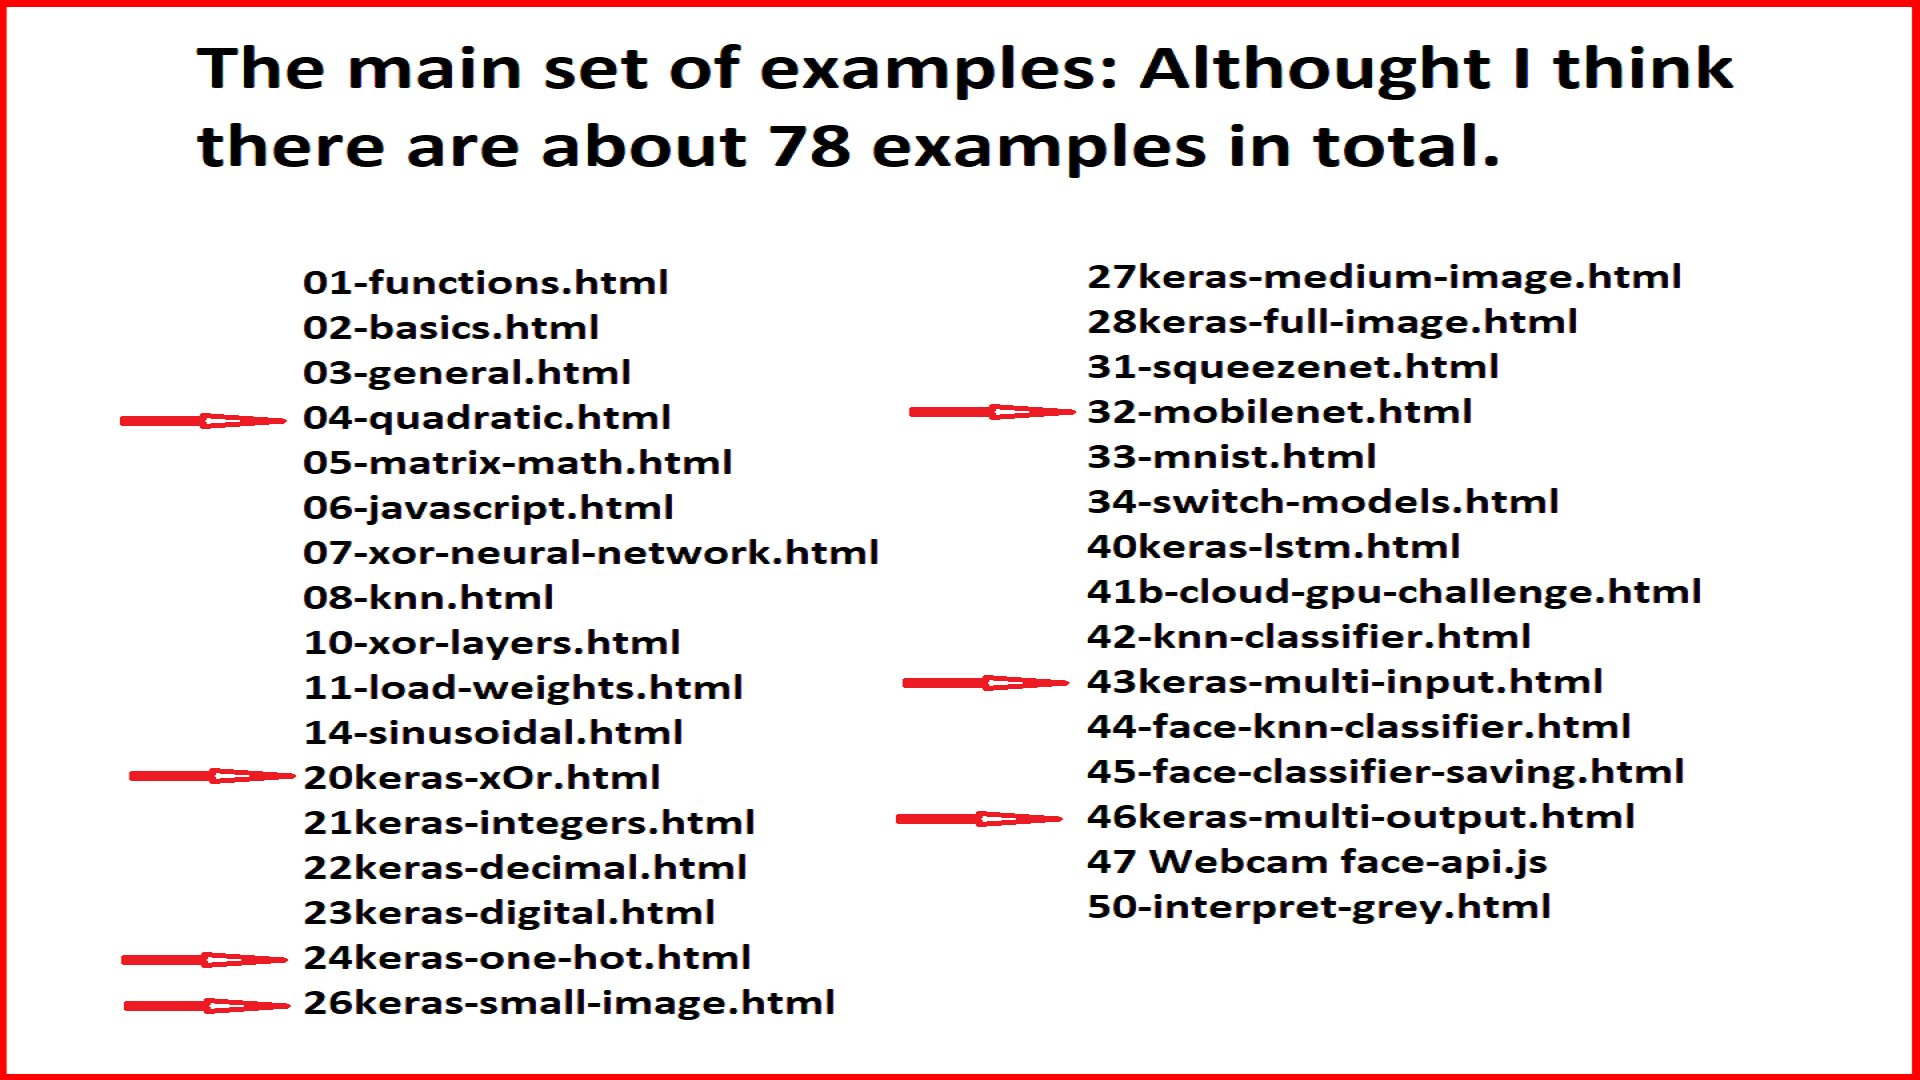 The main set of examples: Althought I think
there are about 78 examples in total.
01-functions.html
02-basics.html
03-general.html
04-quadratic.html
05-matrix-math.html
06-javascript.html
07-xor-neural-network.html
08-knn.html
10-xor-layers.html
11-load-weights.html
14-sinusoidal.html
20keras-xOr.html
21keras-integers.html
22keras-decimal.html
23keras-digital.html
24keras-one-hot.html
26keras-small-image.html
27keras-medium-image.html
28keras-full-image.html
31-squeezenet.html
32-mobilenet.html
33-mnist.html
34-switch-models.html
40keras-lstm.html
41b-cloud-gpu-challenge.html
42-knn-classifier.html
43keras-multi-input.html
44-face-knn-classifier.html
45-face-classifier-saving.html
46keras-multi-output.html
47 Webcam face-api.js
50-interpret-grey.html